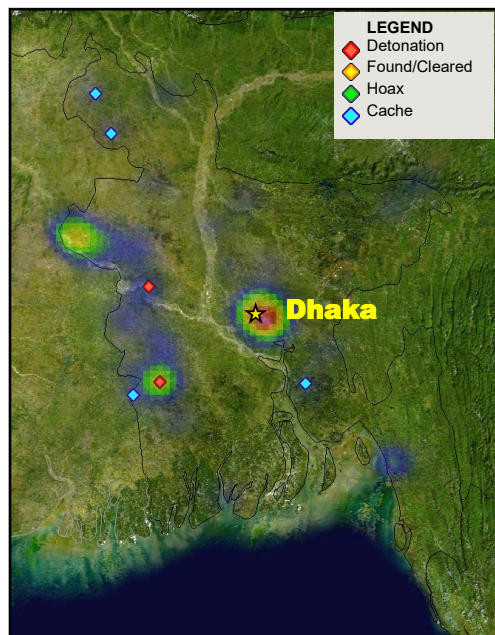 LEGEND
Detonation
Found/Cleared
Hoax
Cache
Dhaka